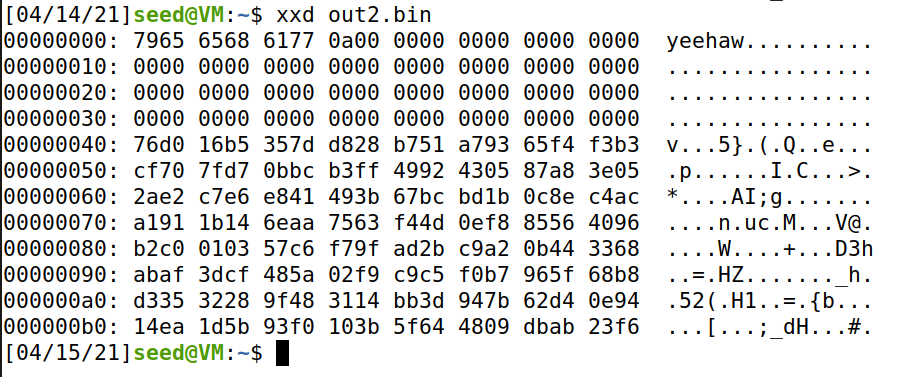 [04/14/21]seed@VM:~$ xxd out2.bin
00000000: 7965 6568 6177 0a00 0000 0000 0000 0000  yeehaw..........
00000010: 0000 0000 0000 0000 0000 0000 0000 0000  ................
00000020: 0000 0000 0000 0000 0000 0000 0000 0000  ................
00000030: 0000 0000 0000 0000 0000 0000 0000 0000  ................
00000040: 76d0 16b5 357d d828 b751 a793 65f4 f3b3  v...5}.(.Q..e...
00000050: cf70 7fd7 0bbc b3ff 4992 4305 87a8 3e05  .p......I.C...>.
00000060: 2ae2 c7e6 e841 493b 67bc bd1b 0c8e c4ac  *....AI;g.......
00000070: a191 1b14 6eaa 7563 f44d 0ef8 8556 4096  ....n.uc.M...V@.
00000080: b2c0 0103 57c6 f79f ad2b c9a2 0b44 3368  ....W....+...D3h
00000090: abaf 3dcf 485a 02f9 c9c5 f0b7 965f 68b8  ..=.HZ......._h.
000000a0: d335 3228 9f48 3114 bb3d 947b 62d4 0e94  .52(.H1..=.{b...
000000b0: 14ea 1d5b 93f0 103b 5f64 4809 dbab 23f6  ...[...;_dH...#.
[04/15/21]seed@VM:~$